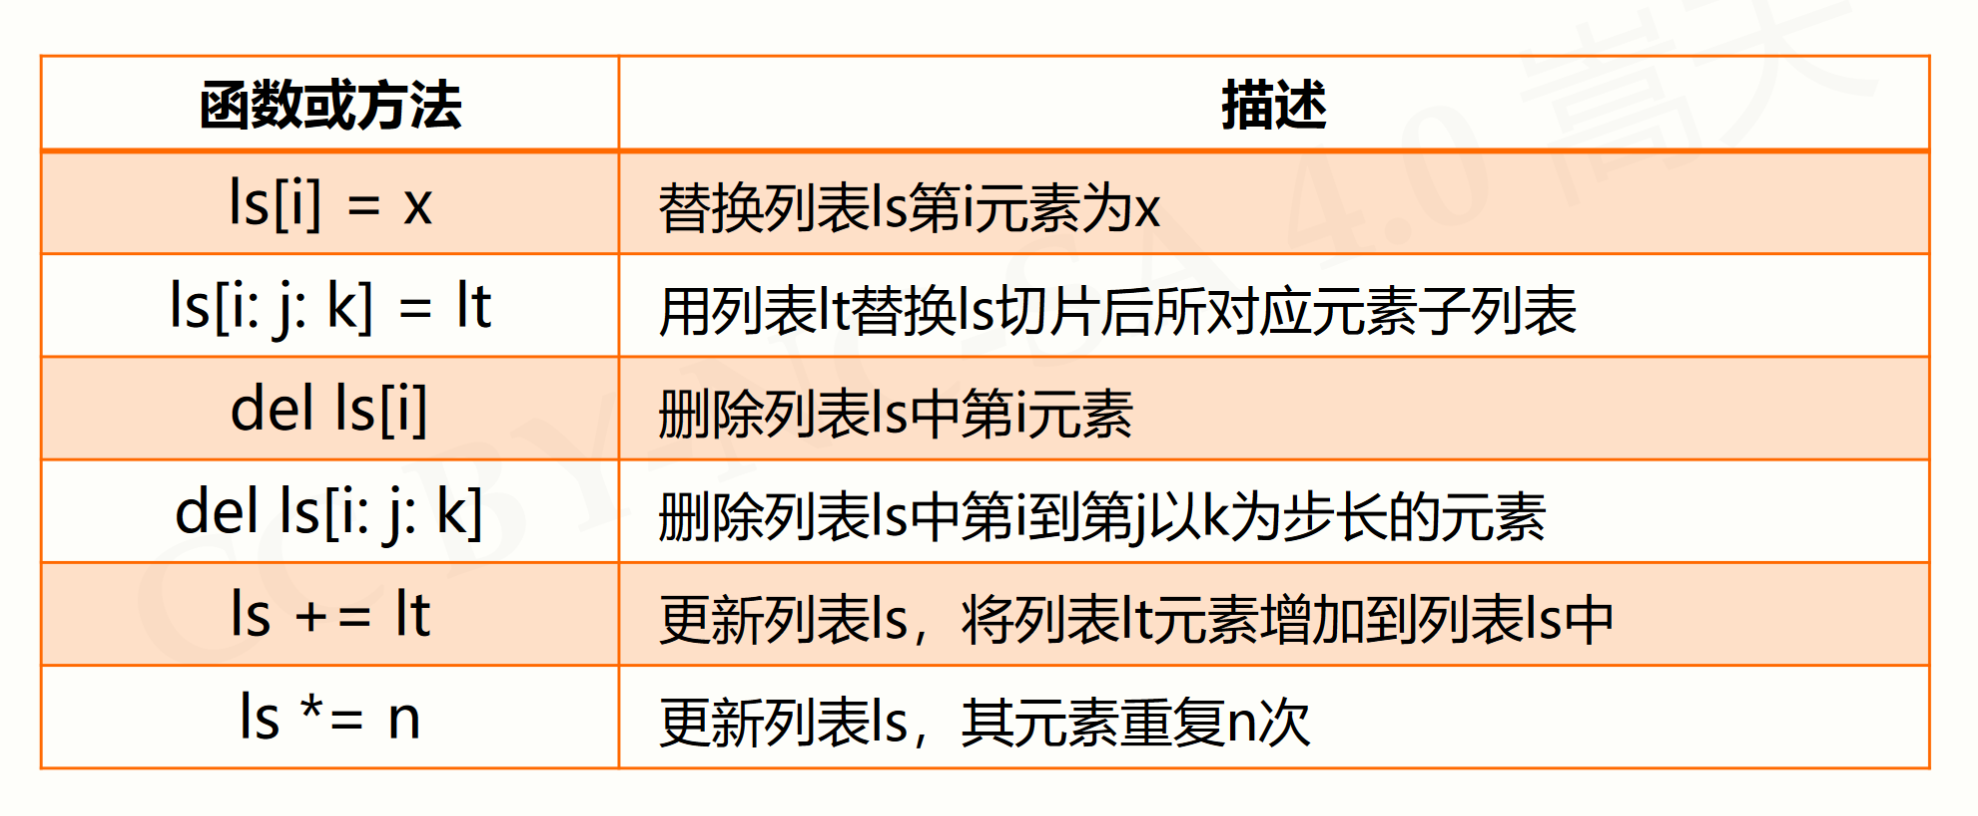 函数或方法 描述
ls[i] = x 替换列表ls第i元素为x
ls[i: j: k] = lt 用列表lt替换ls切片后所对应元素子列表
del ls[i] 删除列表ls中第i元素
del ls[i: j: k] 删除列表ls中第i到第j以k为步长的元素
ls += lt 更新列表ls，将列表lt元素增加到列表ls中
ls *= n 更新列表ls，其元素重复n次
CC BY-NC-SA 4.0 嵩天